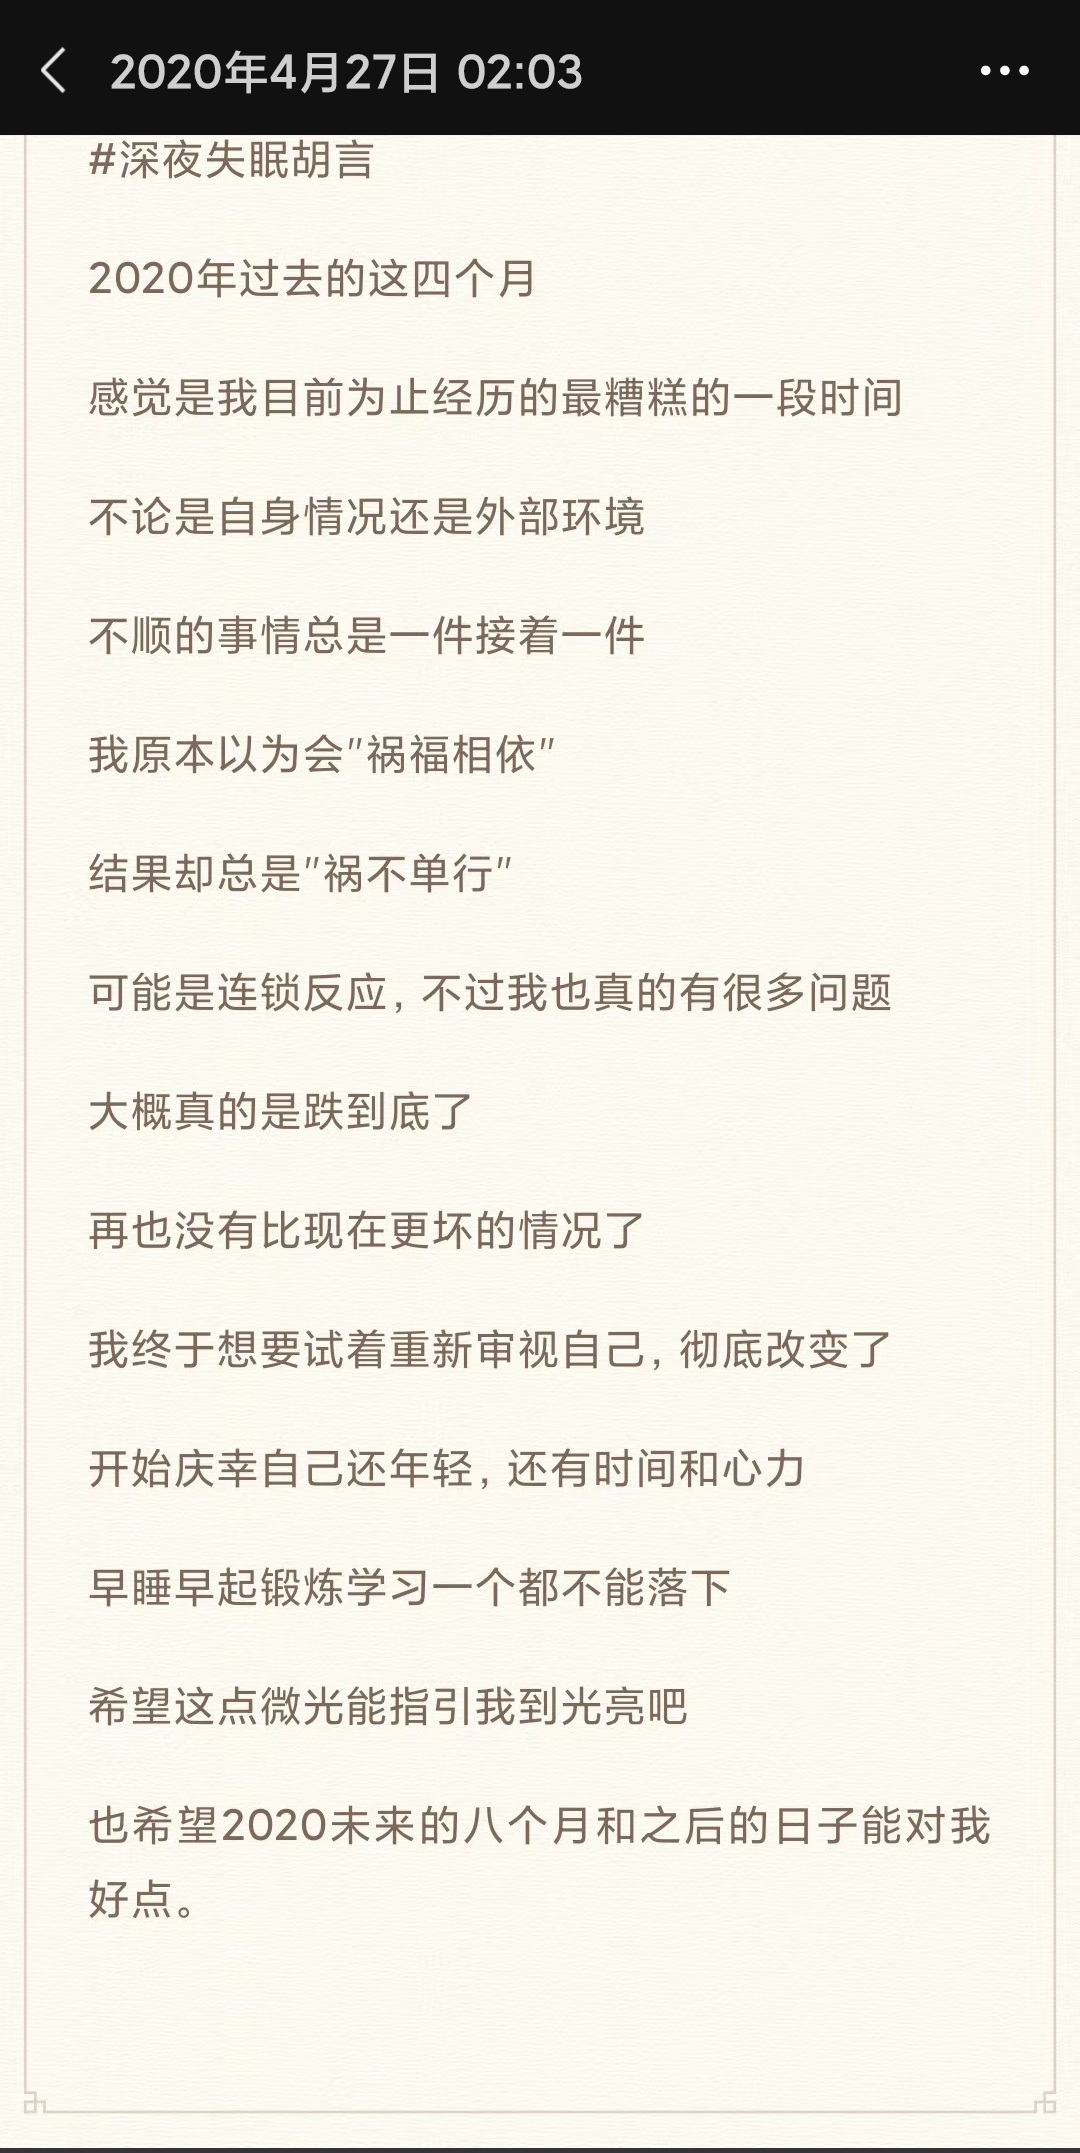 2020年4月27日 02:03
#深夜失眠胡言
2020年过去的这四个月
感觉是我目前为止经历的最糟糕的一段时间
不论是自身情况还是外部环境
不顺的事情总是一件接着一件
我原本以为会"祸福相依"
结果却总是"祸不单行"
可能是连锁反应，不过我也真的有很多问题
大概真的是跌到底了
再也没有比现在更坏的情况了
我终于想要试着重新审视自己，彻底改变了
开始庆幸自己还年轻，还有时间和心力
早睡早起锻炼学习一个都不能落下
希望这点微光能指引我到光亮吧
也希望2020未来的八个月和之后的日子能对我
好点。